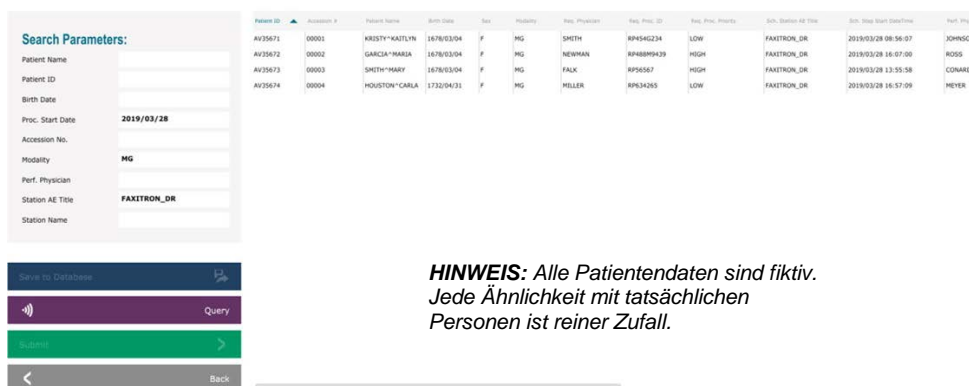 Patient ID Accession # Patient Name Birth Date Sex Modality Req. Physician Req. Proc. ID Req. Proc. Priority Sch. Station AE Title Sch. Stop Start DateTime Perf. Phy
AV35671 00001 KRISTY^KAITLYN 1678/03/04 F MG SMITH RP454G234 LOW FAXITRON_DR 2019/03/28 08:56:07 JOHNSO
AV35672 00002 GARCIA^MARIA 1678/03/04 F MG NEWMAN RP488M9439 HIGH FAXITRON_DR 2019/03/28 16:07:00 ROSS
AV35673 00003 SMITH^MARY 1678/03/04 F MG FALK RP56567 HIGH FAXITRON_DR 2019/03/28 13:55:58 CONARD
AV35674 00004 HOUSTON^CARLA 1732/04/31 F MG MILLER RP634265 LOW FAXITRON_DR 2019/03/28 16:57:09 MEYER
Search Parameters:
Patient Name
Patient ID
Birth Date
Proc. Start Date 2019/03/28
Accession No.
Modality MG
Perf. Physician
Station AE Title FAXITRON_DR
Station Name
Save to Database
Query
Submit
Back
HINWEIS: Alle Patientendaten sind fiktiv.
Jede Ähnlichkeit mit tatsächlichen
Personen ist reiner Zufall.